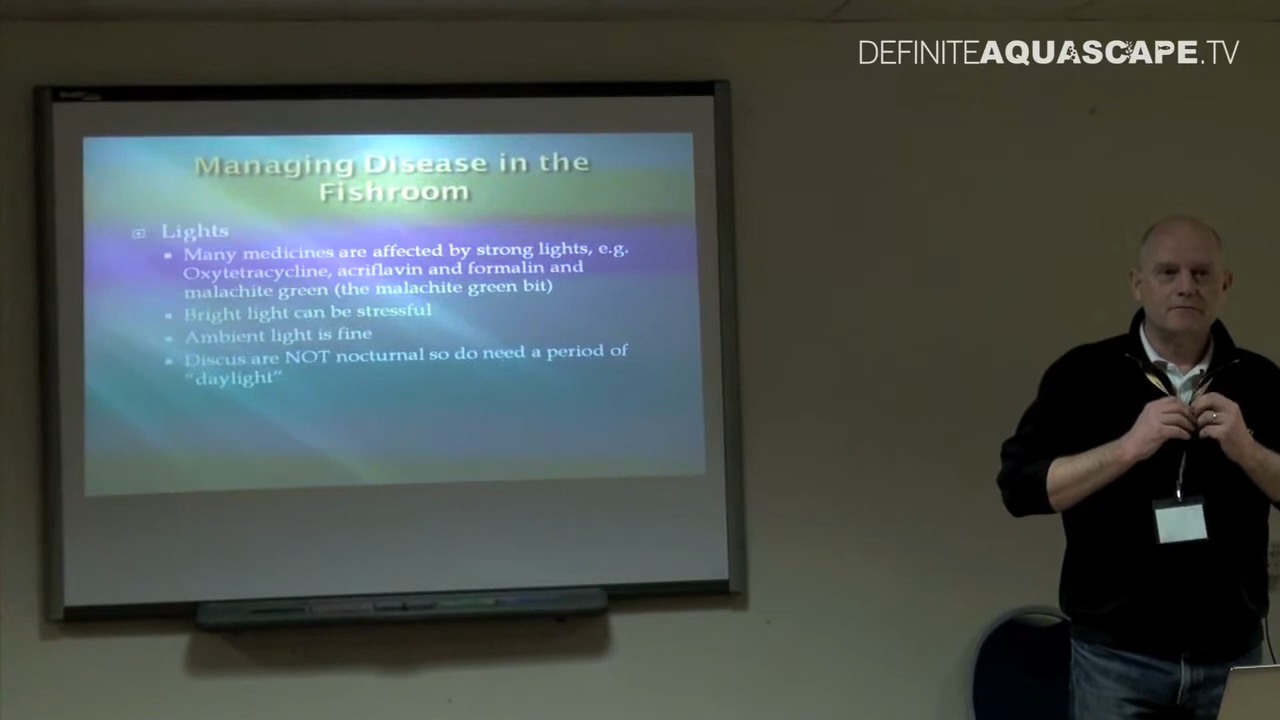 DEFINITEAQUASCAPE.TV
Managing Disease in the
Fishroom
Lights
Many medicines are affected by strong lights, e.g.
Oxytetracycline, acriflavin and formalin and
malachite green (the malachite green bit)
Bright light can be stressful
Ambient light is fine
Discus are NOT nocturnal so do need a period of
“daylight”